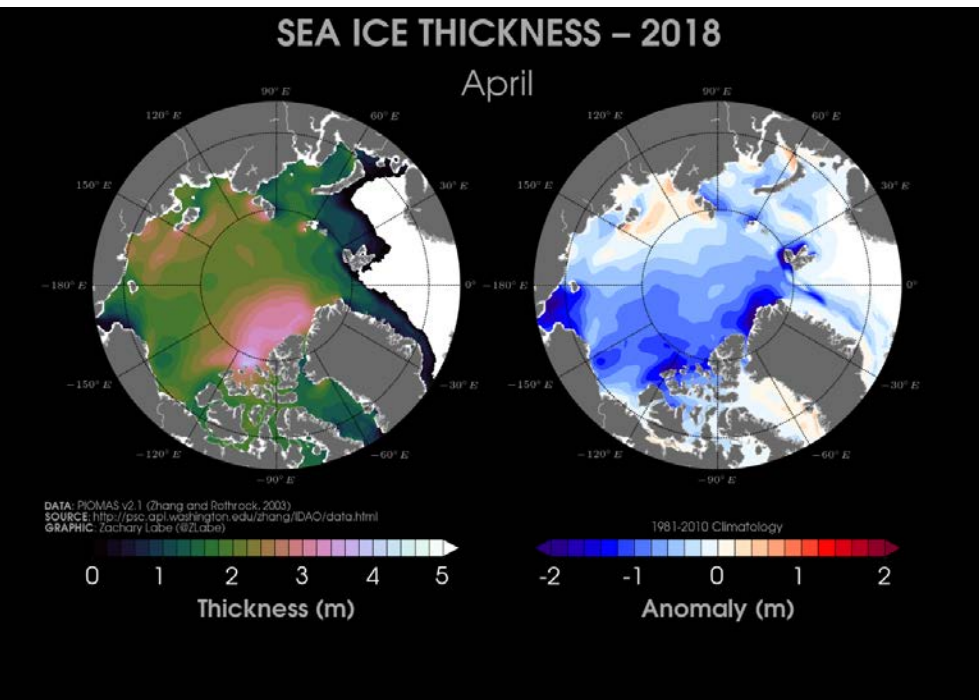 SEA ICE THICKNESS – 2018
April
90° E
120° E
60° E
150° E
30° E
−180° E
0°
−150° E
−30° E
−120° E
−60° E
−90° E
90° E
120° E
60° E
150° E
30° E
−180° E
0°
−150° E
−30° E
−120° E
−60° E
−90° E
DATA: PIOMAS v2.1 (Zhang and Rothrock, 2003)
SOURCE: http://psc.apl.washington.edu/zhang/IDAO/data.html
GRAPHIC: Zachary Labe (@ZLabe)
1981-2010 Climatology
0 1 2 3 4 5
Thickness (m)
-2 -1 0 1 2
Anomaly (m)